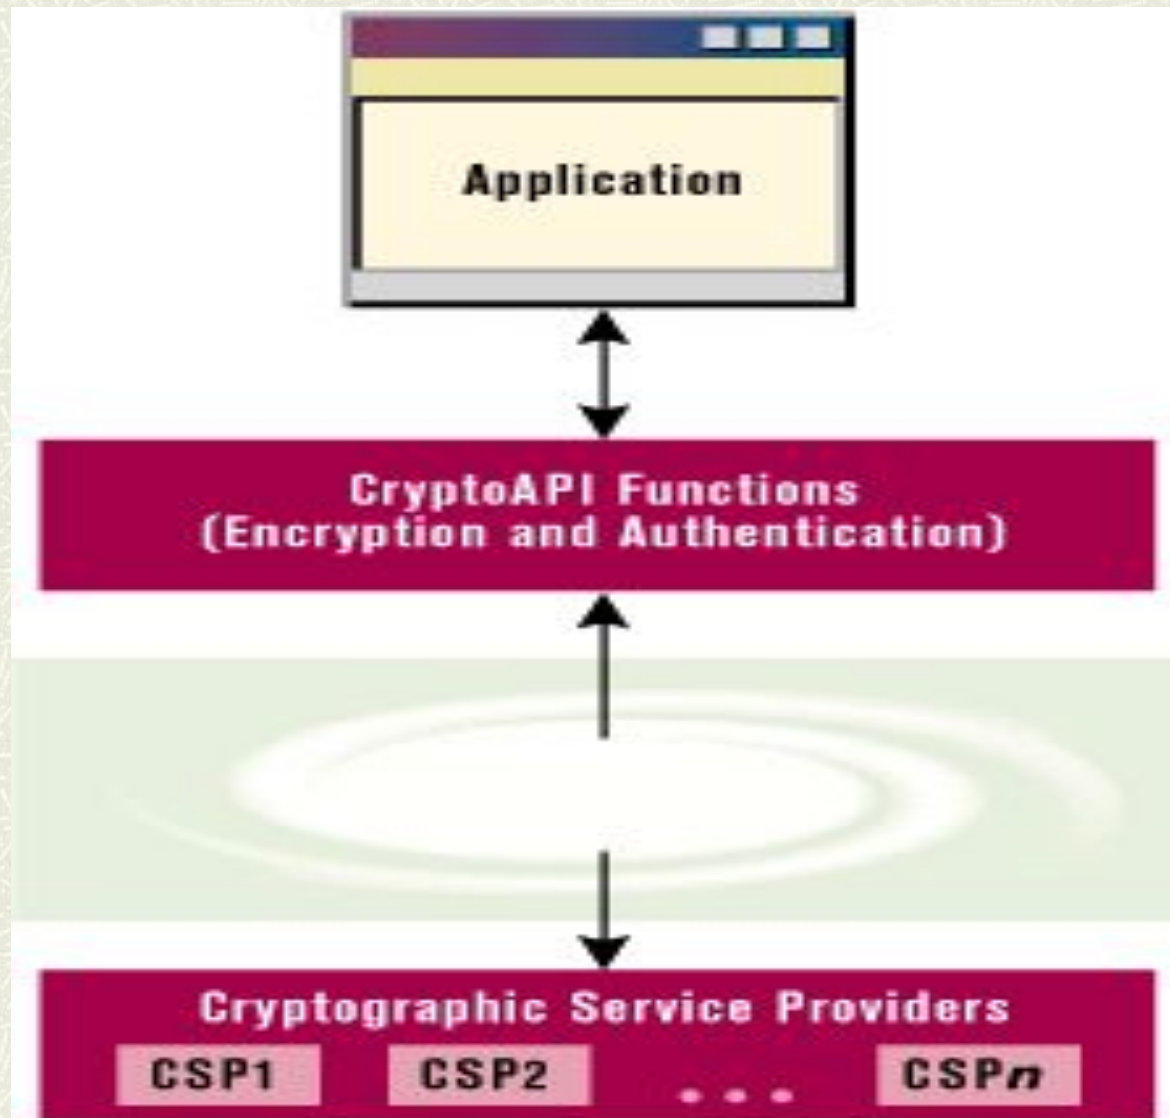 Application
CryptoAPI Functions
(Encryption and Authentication)
Cryptographic Service Providers
CSP1 CSP2 ... CSPn